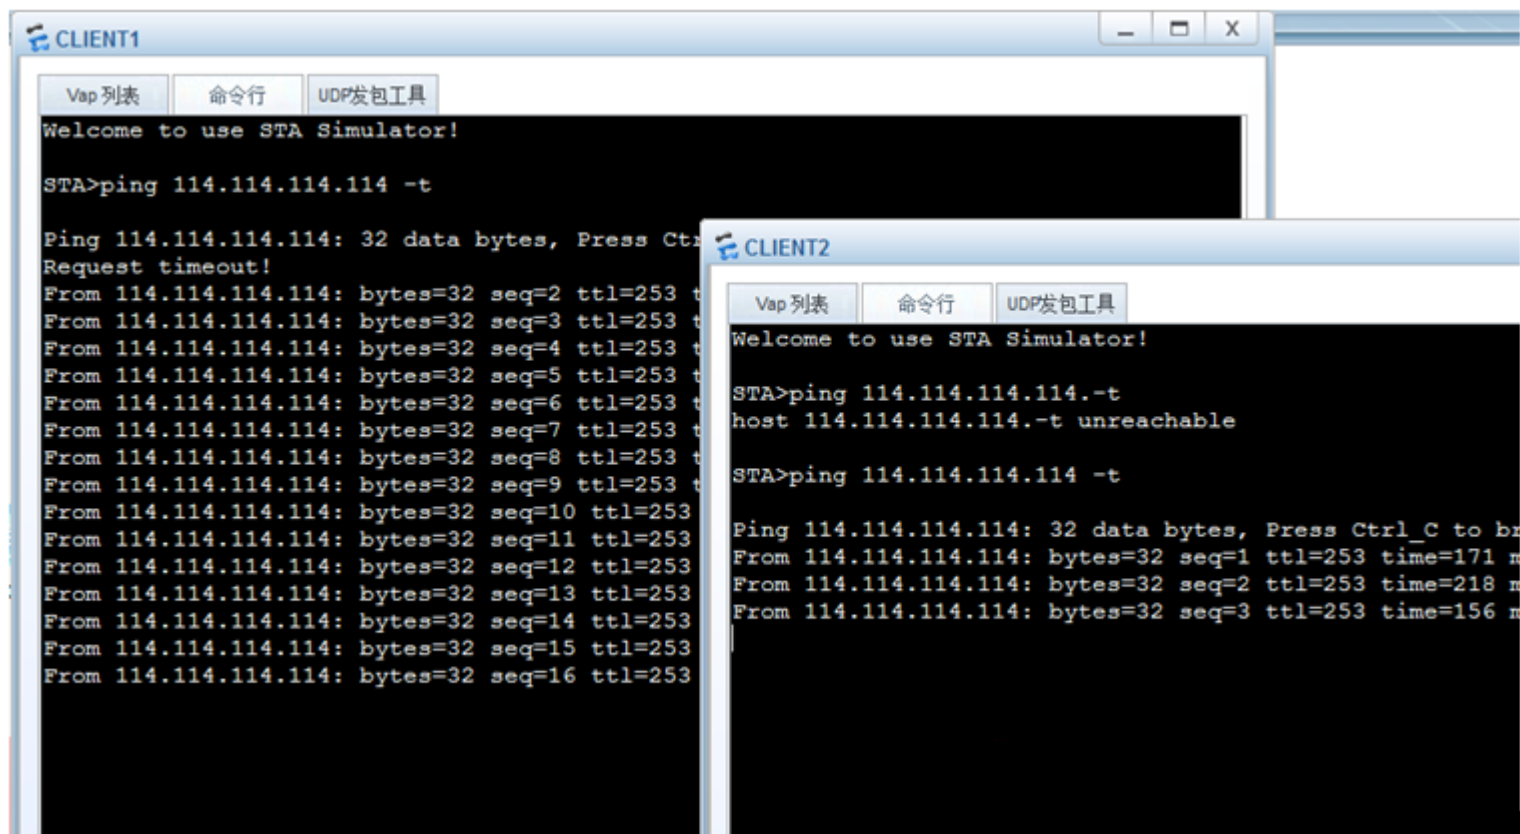 CLIENT1
Vap 列表 命令行 UDP发包工具
Welcome to use STA Simulator!
STA>ping 114.114.114.114 -t
Ping 114.114.114.114: 32 data bytes, Press Ct
Request timeout!
From 114.114.114.114: bytes=32 seq=2 ttl=253 t
From 114.114.114.114: bytes=32 seq=3 ttl=253 t
From 114.114.114.114: bytes=32 seq=4 ttl=253 t
From 114.114.114.114: bytes=32 seq=5 ttl=253 t
From 114.114.114.114: bytes=32 seq=6 ttl=253 t
From 114.114.114.114: bytes=32 seq=7 ttl=253 t
From 114.114.114.114: bytes=32 seq=8 ttl=253 t
From 114.114.114.114: bytes=32 seq=9 ttl=253 t
From 114.114.114.114: bytes=32 seq=10 ttl=253
From 114.114.114.114: bytes=32 seq=11 ttl=253
From 114.114.114.114: bytes=32 seq=12 ttl=253
From 114.114.114.114: bytes=32 seq=13 ttl=253
From 114.114.114.114: bytes=32 seq=14 ttl=253
From 114.114.114.114: bytes=32 seq=15 ttl=253
From 114.114.114.114: bytes=32 seq=16 ttl=253
CLIENT2
Vap 列表 命令行 UDP发包工具
Welcome to use STA Simulator!
STA>ping 114.114.114.114.-t
host 114.114.114.114.-t unreachable
STA>ping 114.114.114.114 -t
Ping 114.114.114.114: 32 data bytes, Press Ctrl_C to br
From 114.114.114.114: bytes=32 seq=1 ttl=253 time=171 m
From 114.114.114.114: bytes=32 seq=2 ttl=253 time=218 m
From 114.114.114.114: bytes=32 seq=3 ttl=253 time=156 m